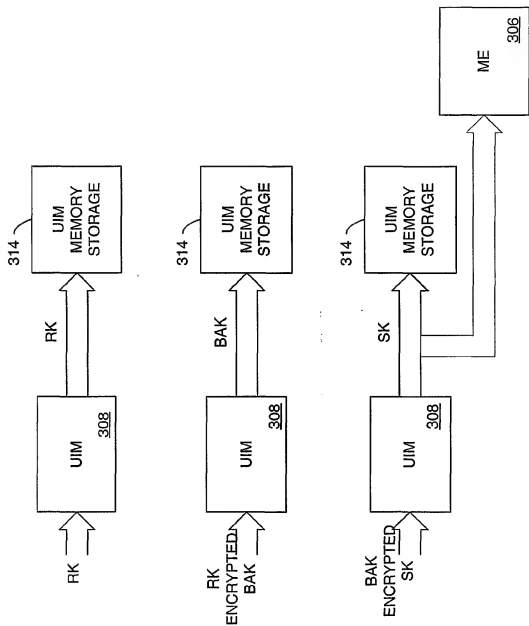 RK
UIM
308
RK
314
UIM
MEMORY
STORAGE
RK
ENCRYPTED
BAK
UIM
308
BAK
314
UIM
MEMORY
STORAGE
BAK
ENCRYPTED
SK
UIM
308
SK
314
UIM
MEMORY
STORAGE
ME
306